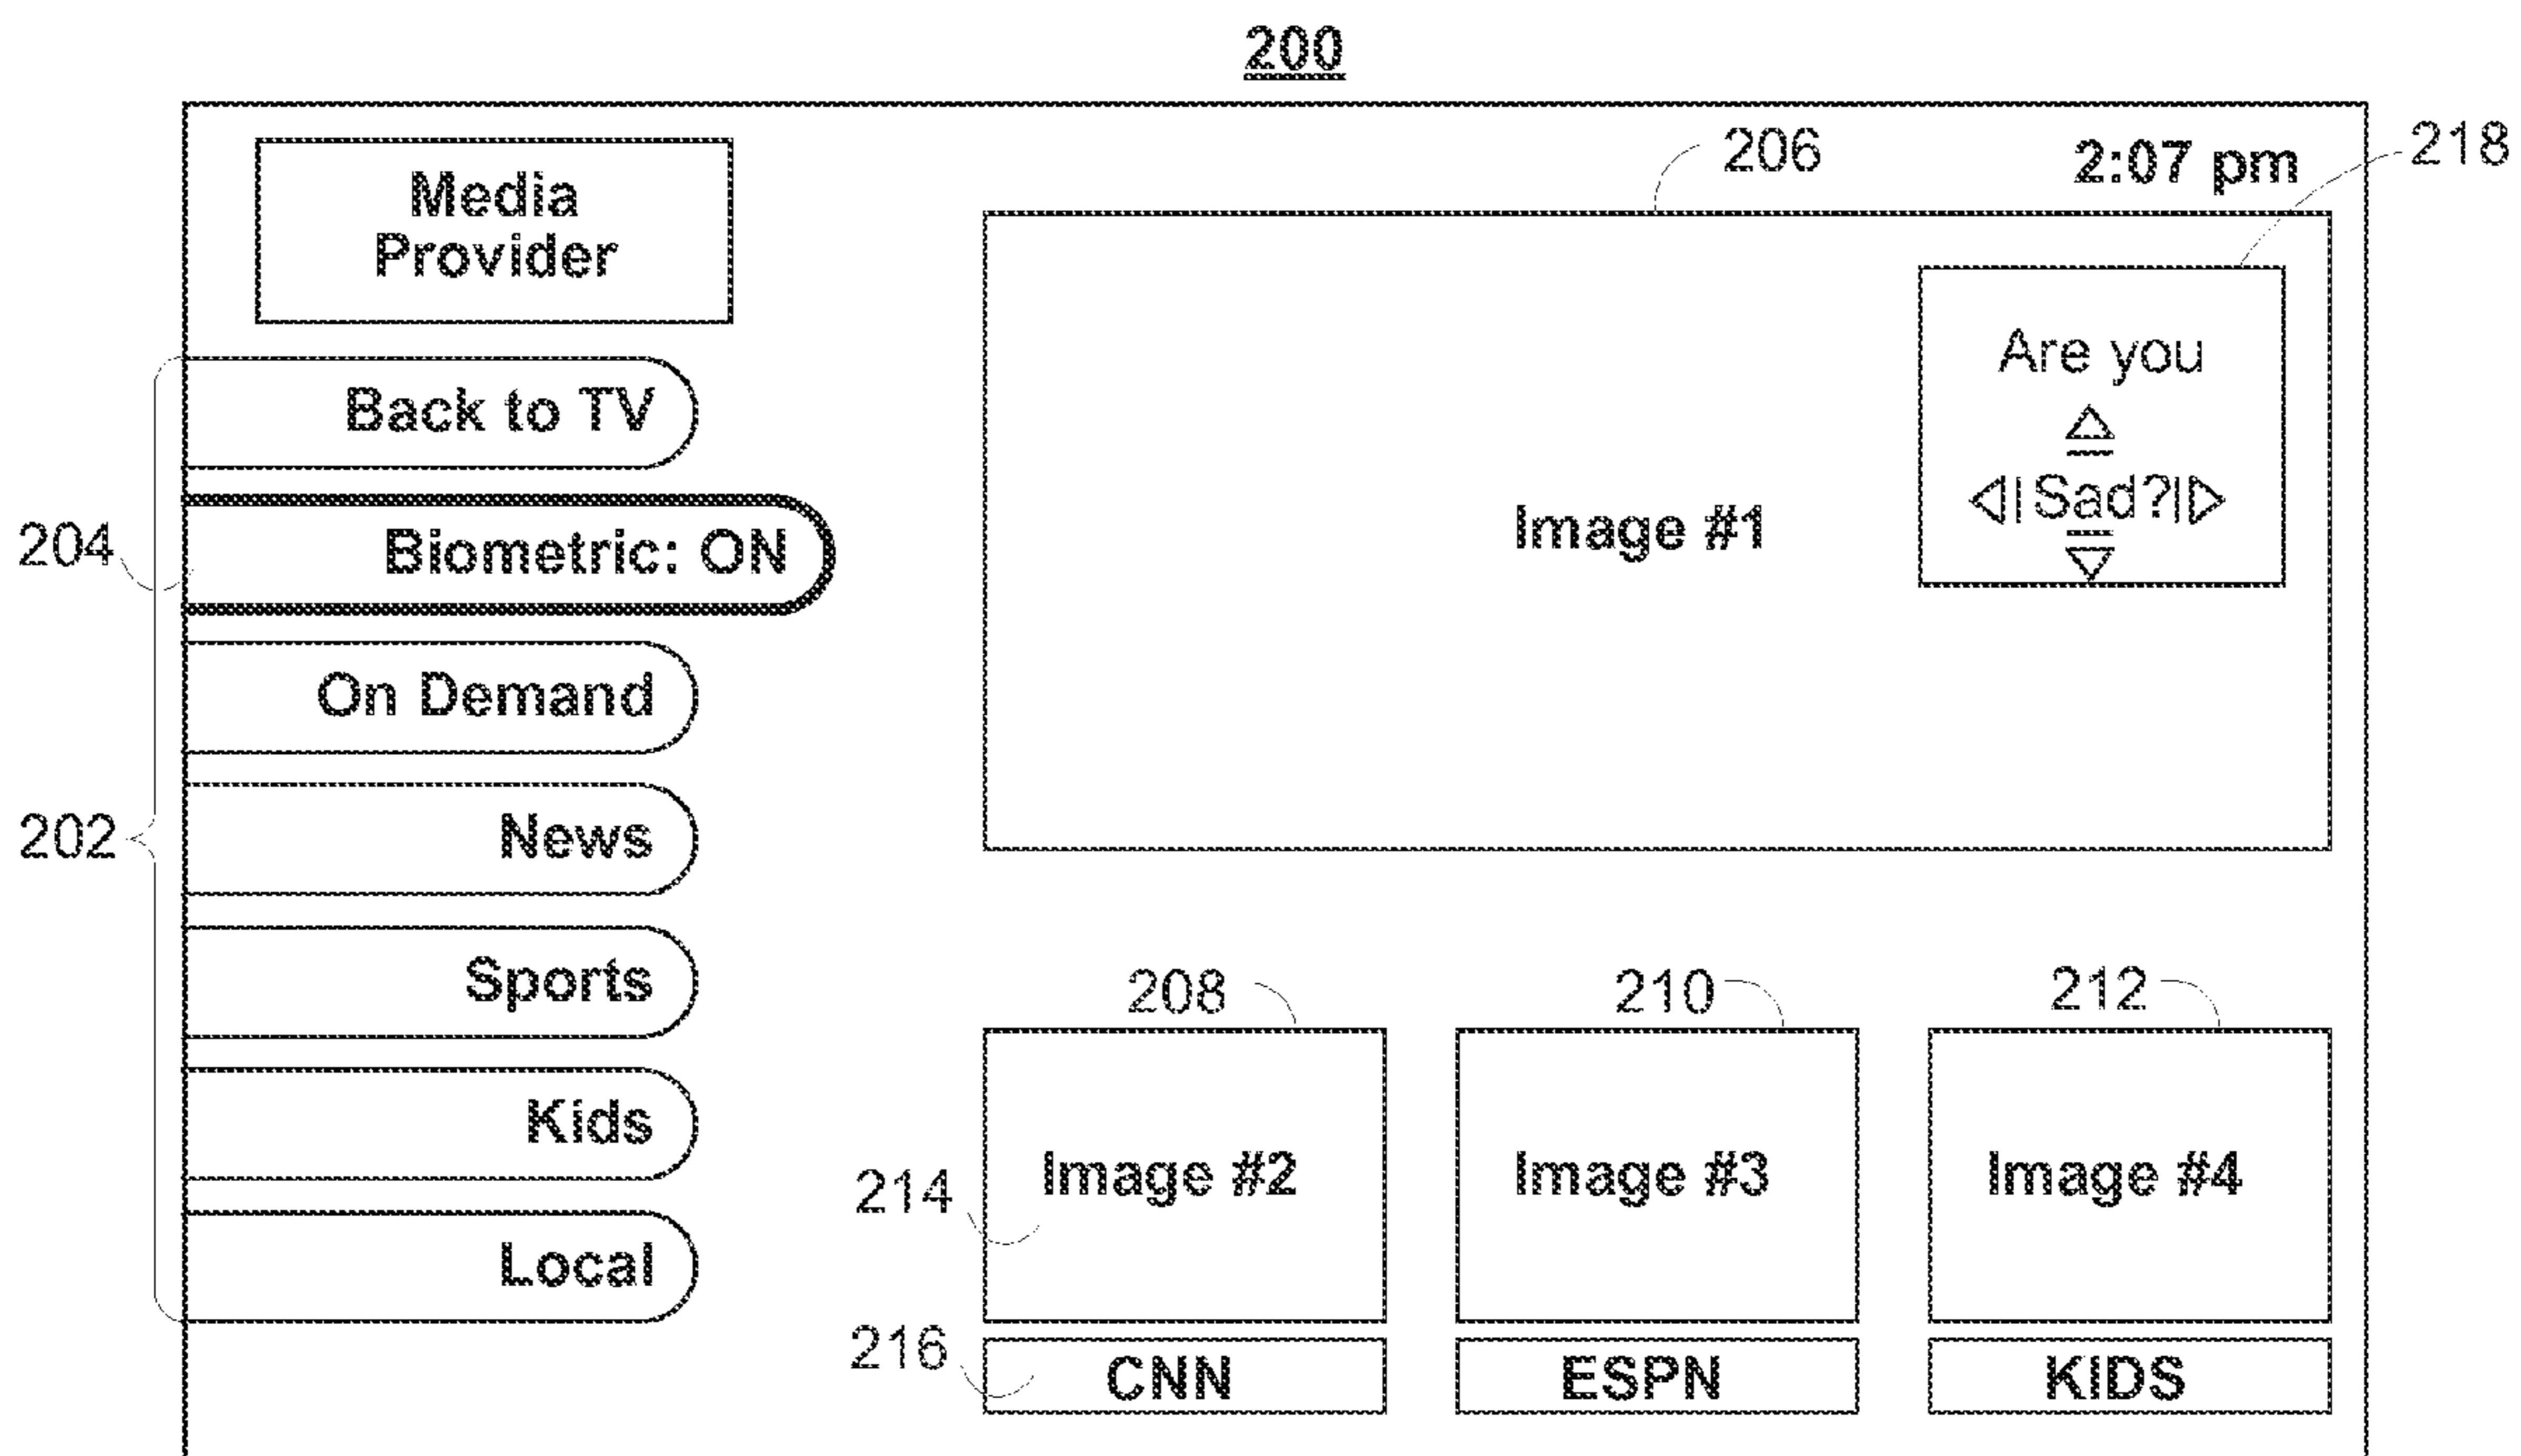 200
Media
Provider
206
2:07 pm
218
Back to TV
204
Biometric: ON
On Demand
202
News
Sports
Kids
Local
Image #1
Are you
Sad?
208
210
212
214
Image #2
Image #3
Image #4
216
CNN
ESPN
KIDS